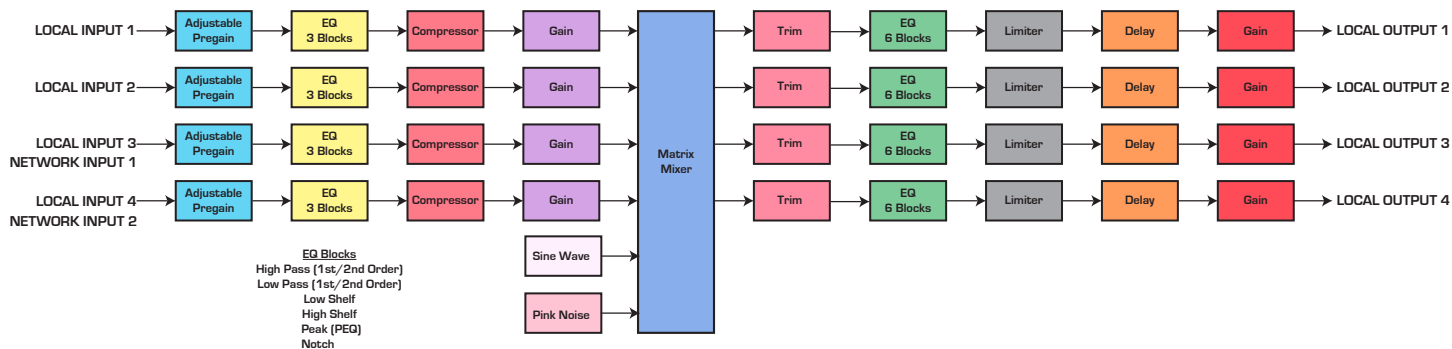 LOCAL INPUT 1
Adjustable
Pregain
EQ
3 Blocks
Compressor
Gain
Trim
EQ
6 Blocks
Limiter
Delay
Gain
LOCAL OUTPUT 1
LOCAL INPUT 2
Adjustable
Pregain
EQ
3 Blocks
Compressor
Gain
Trim
EQ
6 Blocks
Limiter
Delay
Gain
LOCAL OUTPUT 2
LOCAL INPUT 3
NETWORK INPUT 1
Adjustable
Pregain
EQ
3 Blocks
Compressor
Gain
Matrix
Mixer
Trim
EQ
6 Blocks
Limiter
Delay
Gain
LOCAL OUTPUT 3
LOCAL INPUT 4
NETWORK INPUT 2
Adjustable
Pregain
EQ
3 Blocks
Compressor
Gain
Trim
EQ
6 Blocks
Limiter
Delay
Gain
LOCAL OUTPUT 4
Sine Wave
Pink Noise
EQ Blocks
High Pass (1st/2nd Order)
Low Pass (1st/2nd Order)
Low Shelf
High Shelf
Peak (PEQ)
Notch